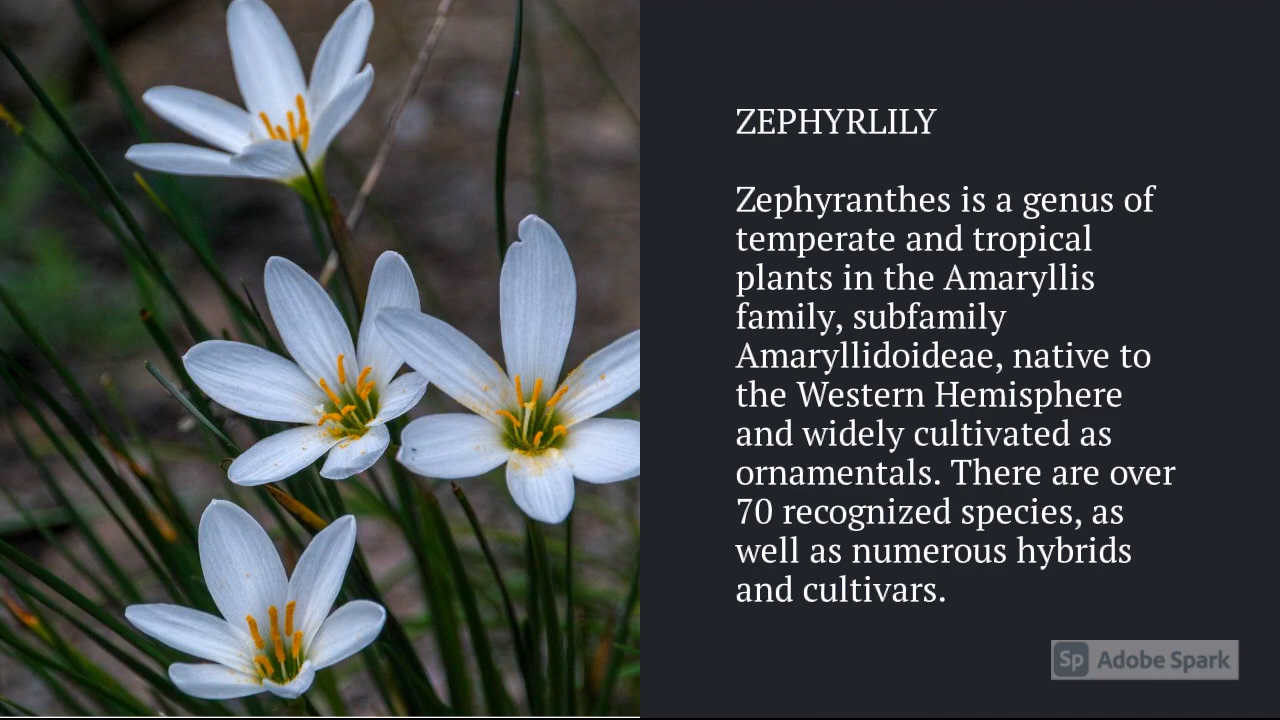 ZEPHYRLILY
Zephyranthes is a genus of
temperate and tropical
plants in the Amaryllis
family, subfamily
Amaryllidoideae, native to
the Western Hemisphere
and widely cultivated as
ornamentals. There are over
70 recognized species, as
well as numerous hybrids
and cultivars.
Sp Adobe Spark